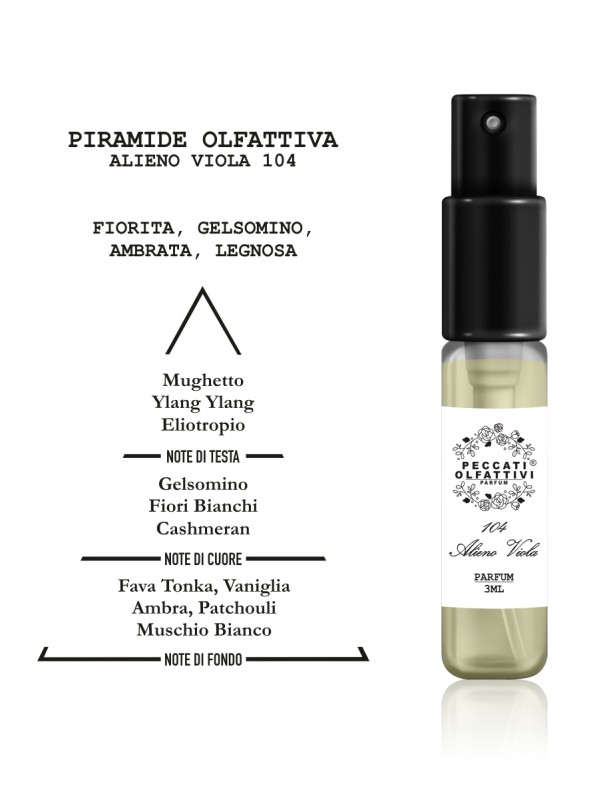 PIRAMIDE OLFATTIVA
ALIENO VIOLA 104
FIORITA, GELSOMINO,
AMBRATA, LEGNOSA
Mughetto
Ylang Ylang
Eliotropio
NOTE DI TESTA
Gelsomino
Fiori Bianchi
Cashmeran
NOTE DI CUORE
Fava Tonka, Vaniglia
Ambra, Patchouli
Muschio Bianco
NOTE DI FONDO
PECCATI®
OLFATTIVI
PARFUM
104
Alieno Viola
PARFUM
3ML